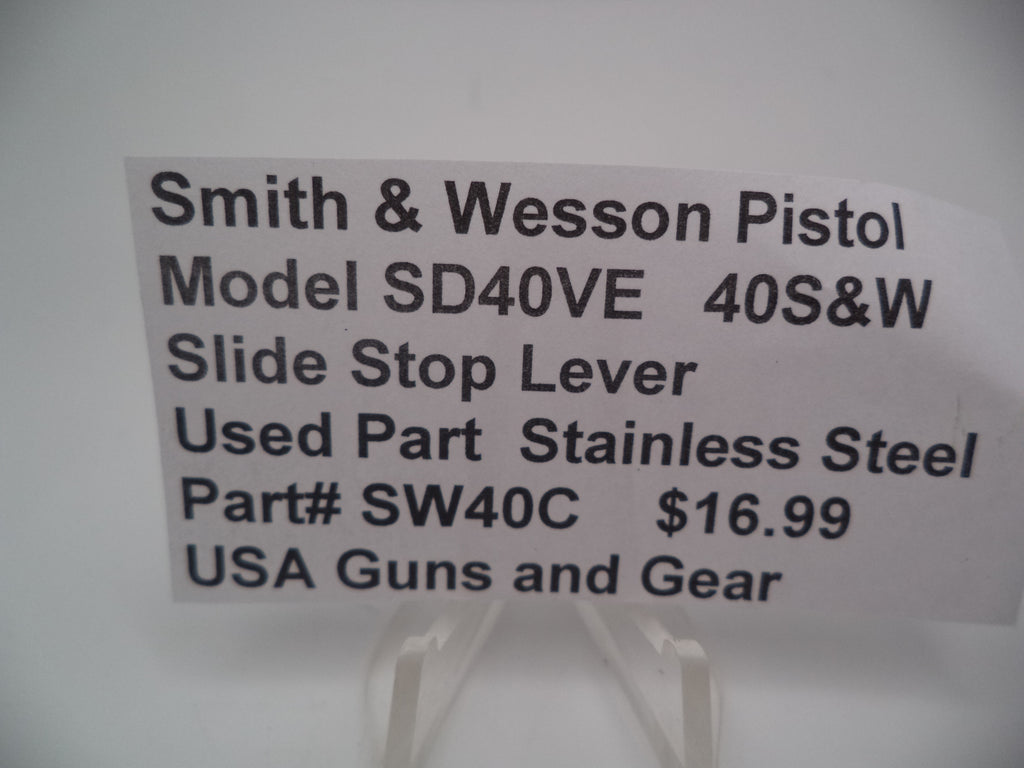 Smith & Wesson Pistol
Model SD40VE 40S&W
Slide Stop Lever
Used Part Stainless Steel
Part# SW40C $16.99
USA Guns and Gear